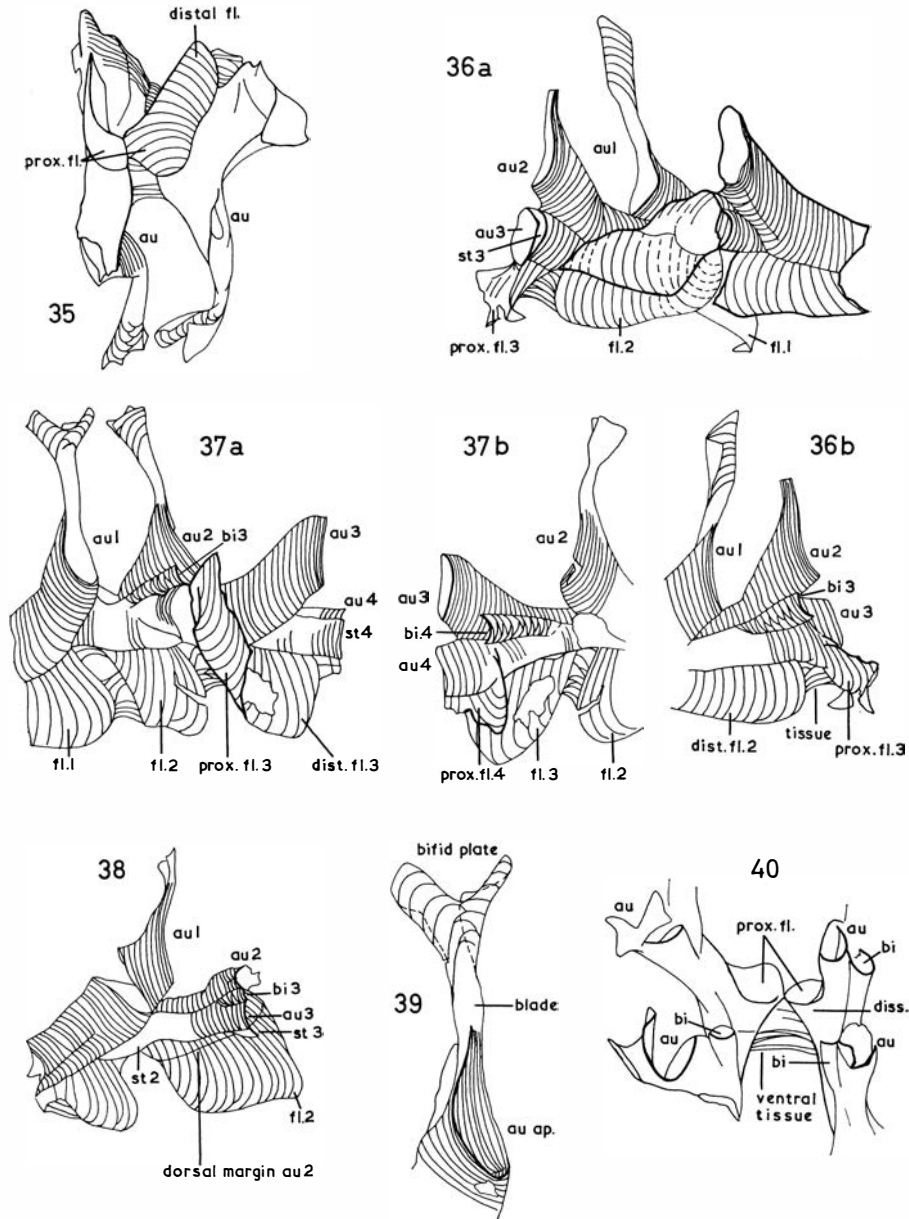 distal fl.
prox. fl.
au
au
35
36a
au1
au2
au3
st3
prox. fl.3
fl.2
fl.1
37a
au1
au2
bi3
au3
au4
st4
fl.1
fl.2
prox. fl.3
dist. fl.3
37b
au2
au3
bi.4
au4
prox. fl.4
fl.3
fl.2
36b
au1
au2
bi3
au3
dist. fl.2
tissue
prox. fl.3
38
au1
au2
bi3
au3
st3
st2
fl.2
dorsal margin au2
bifid plate
39
blade
au ap.
40
au
prox. fl.
au
bi
diss.
bi
au
bi
au
ventral
tissue